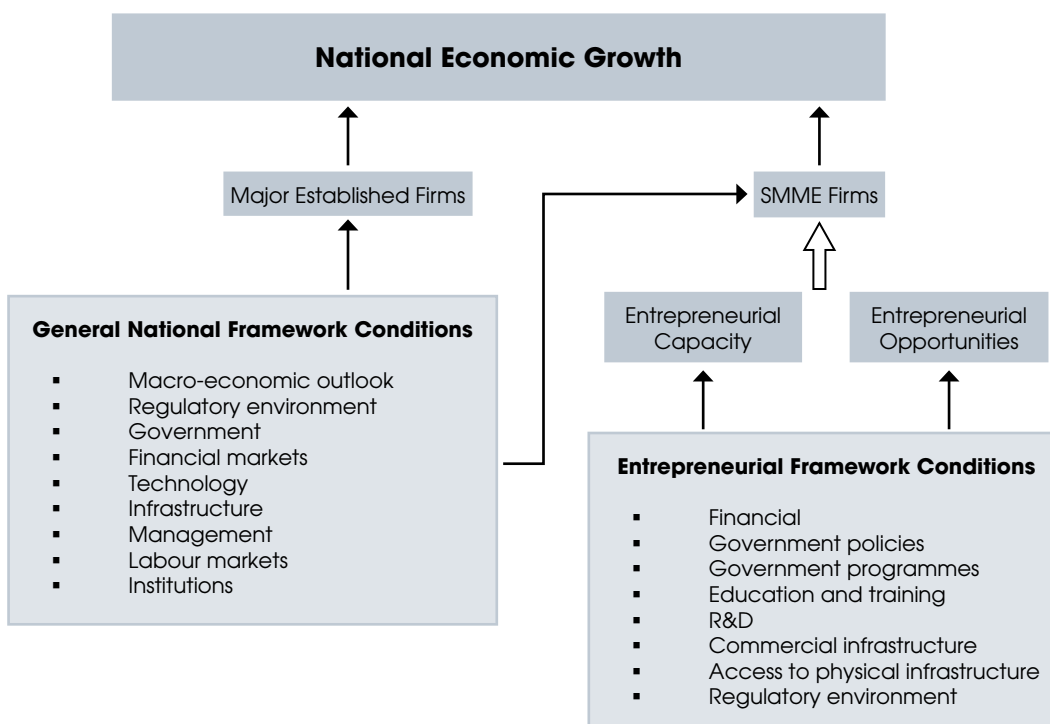 National Economic Growth
Major Established Firms
SMME Firms
General National Framework Conditions
▪ Macro-economic outlook
▪ Regulatory environment
▪ Government
▪ Financial markets
▪ Technology
▪ Infrastructure
▪ Management
▪ Labour markets
▪ Institutions
Entrepreneurial
Capacity
Entrepreneurial
Opportunities
Entrepreneurial Framework Conditions
▪ Financial
▪ Government policies
▪ Government programmes
▪ Education and training
▪ R&D
▪ Commercial infrastructure
▪ Access to physical infrastructure
▪ Regulatory environment